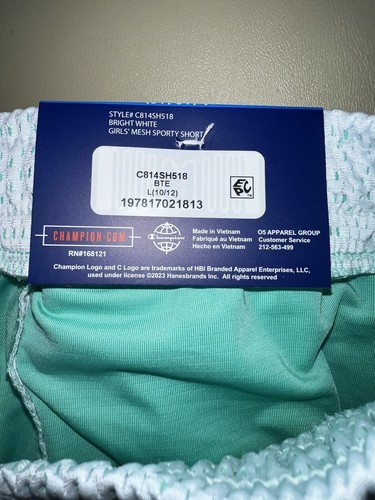 STYLE# C814SH518
BRIGHT WHITE
GIRLS' MESH SPORTY SHORT
C814SH518
BTE
L(10/12)
197817021813
CHAMPION.COM
RN#168121
Champion
Made in Vietnam
Fabriqué au Vietnam
Hecho en Vietnam
O5 APPAREL GROUP
Customer Service
212-563-499
Champion Logo and C Logo are trademarks of HBI Branded Apparel Enterprises, LLC,
used under license ©2023 Hanesbrands Inc. All rights reserved